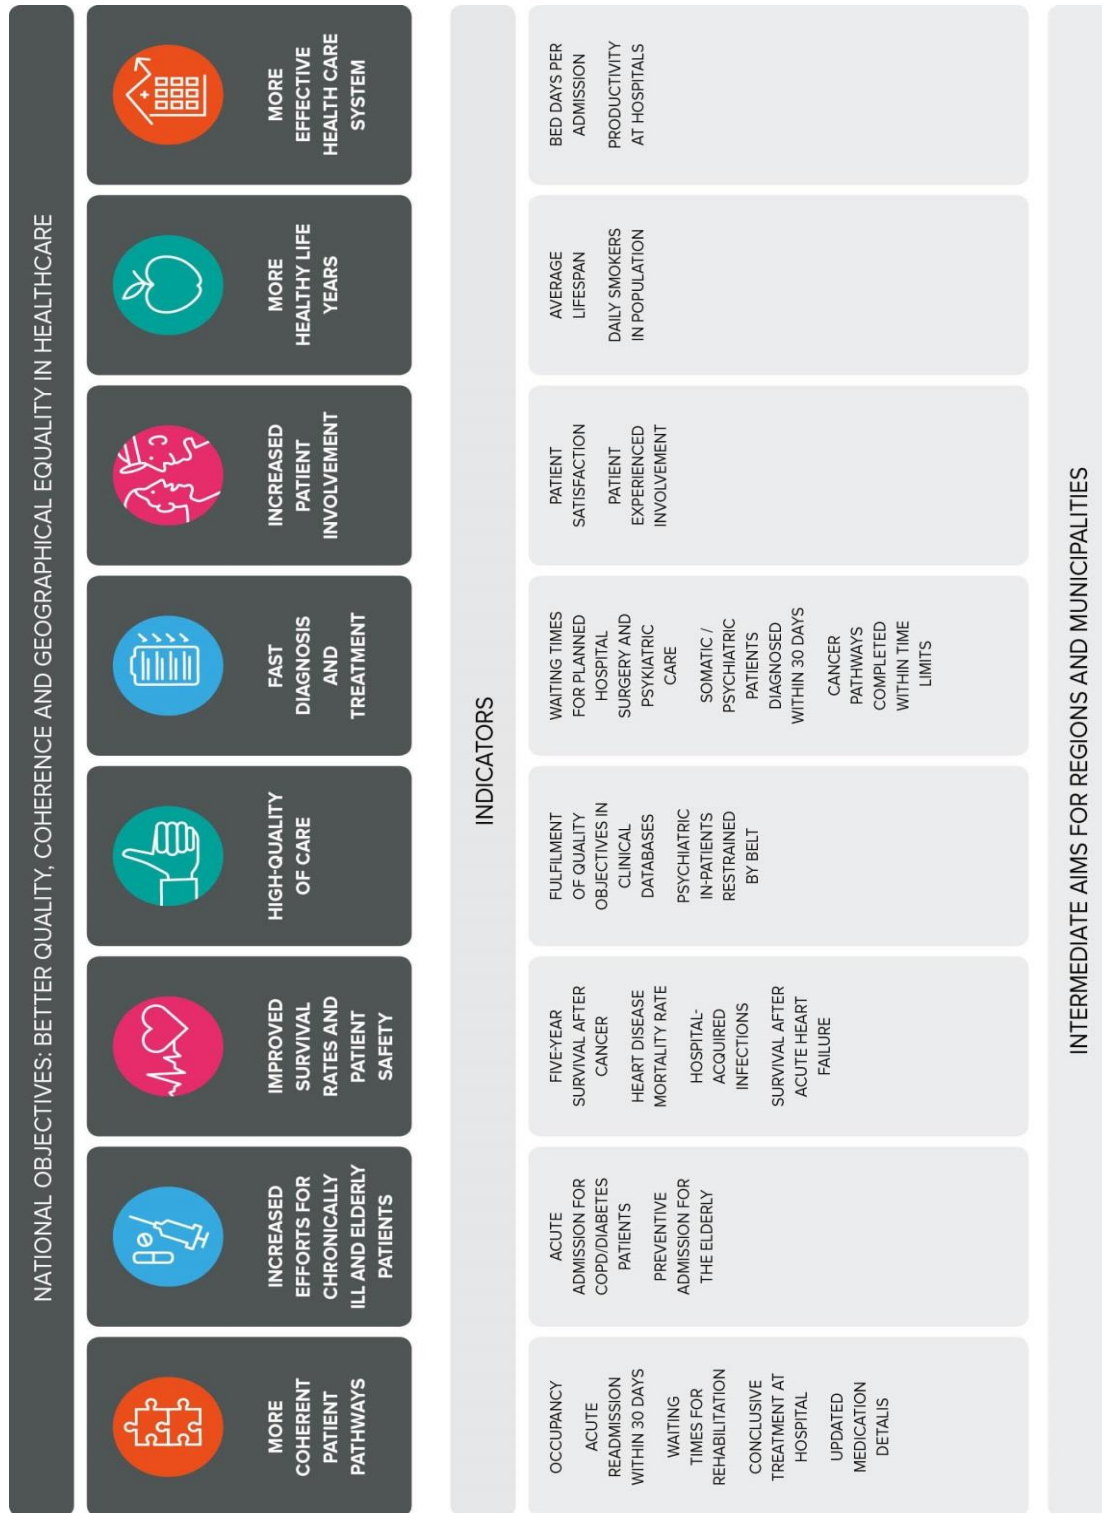 NATIONAL OBJECTIVES: BETTER QUALITY, COHERENCE AND GEOGRAPHICAL EQUALITY IN HEALTHCARE
MORE
COHERENT
PATIENT
PATHWAYS
INCREASED
EFFORTS FOR
CHRONICALLY
ILL AND ELDERLY
PATIENTS
IMPROVED
SURVIVAL
RATES AND
PATIENT
SAFETY
HIGH-QUALITY
OF CARE
FAST
DIAGNOSIS
AND
TREATMENT
INCREASED
PATIENT
INVOLVEMENT
MORE
HEALTHY LIFE
YEARS
MORE
EFFECTIVE
HEALTH CARE
SYSTEM
INDICATORS
OCCUPANCY
ACUTE
READMISSION
WITHIN 30 DAYS
WAITING
TIMES FOR
REHABILITATION
CONCLUSIVE
TREATMENT AT
HOSPITAL
UPDATED
MEDICATION
DETALIS
ACUTE
ADMISSION FOR
COPD/DIABETES
PATIENTS
PREVENTIVE
ADMISSION FOR
THE ELDERLY
FIVE-YEAR
SURVIVAL AFTER
CANCER
HEART DISEASE
MORTALITY RATE
HOSPITAL-
ACQUIRED
INFECTIONS
SURVIVAL AFTER
ACUTE HEART
FAILURE
FULFILMENT
OF QUALITY
OBJECTIVES IN
CLINICAL
DATABASES
PSYCHIATRIC
IN-PATIENTS
RESTRAINED
BY BELT
WAITING TIMES
FOR PLANNED
HOSPITAL
SURGERY AND
PSYKIATRIC
CARE
SOMATIC /
PSYCHIATRIC
PATIENTS
DIAGNOSED
WITHIN 30 DAYS
CANCER
PATHWAYS
COMPLETED
WITHIN TIME
LIMITS
PATIENT
SATISFACTION
PATIENT
EXPERIENCED
INVOLVEMENT
AVERAGE
LIFESPAN
DAILY SMOKERS
IN POPULATION
BED DAYS PER
ADMISSION
PRODUCTIVITY
AT HOSPITALS
INTERMEDIATE AIMS FOR REGIONS AND MUNICIPALITIES